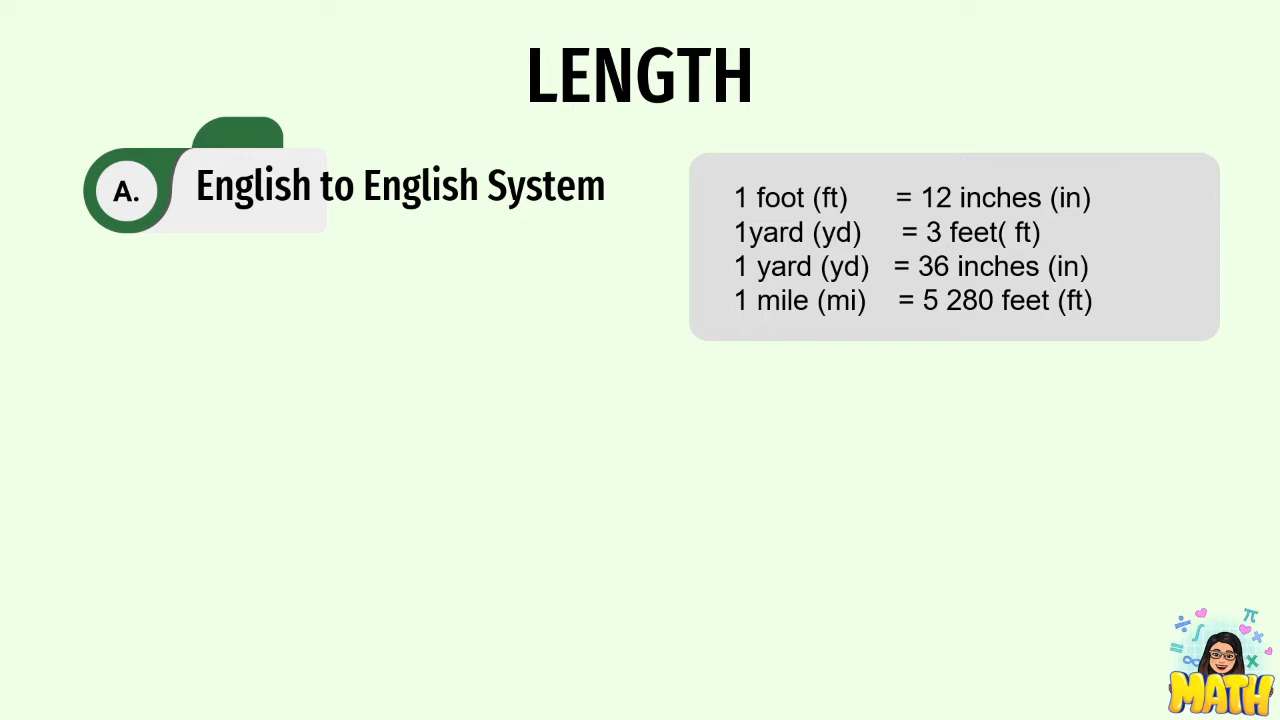 LENGTH
A.
English to English System
1 foot (ft) = 12 inches (in)
1yard (yd) = 3 feet( ft)
1 yard (yd) = 36 inches (in)
1 mile (mi) = 5 280 feet (ft)
÷ π
∫ ×
= ∞ x
MATH